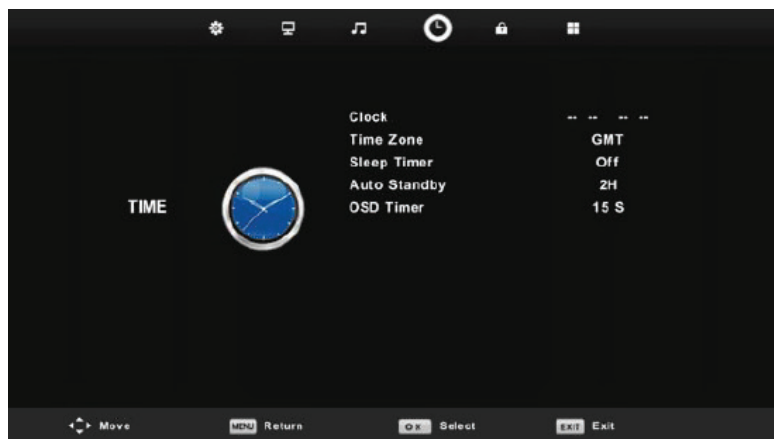 Clock -- -- -- --
Time Zone GMT
Sleep Timer Off
Auto Standby 2H
TIME
OSD Timer 15 S
Move MENU Return OK Select EXIT Exit